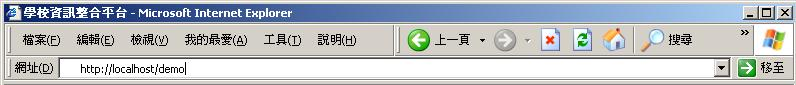 學校資訊整合平台 - Microsoft Internet Explorer
檔案(F) 編輯(E) 檢視(V) 我的最愛(A) 工具(T) 說明(H) 上一頁 搜尋 »
網址(D) http://localhost/demo 移至